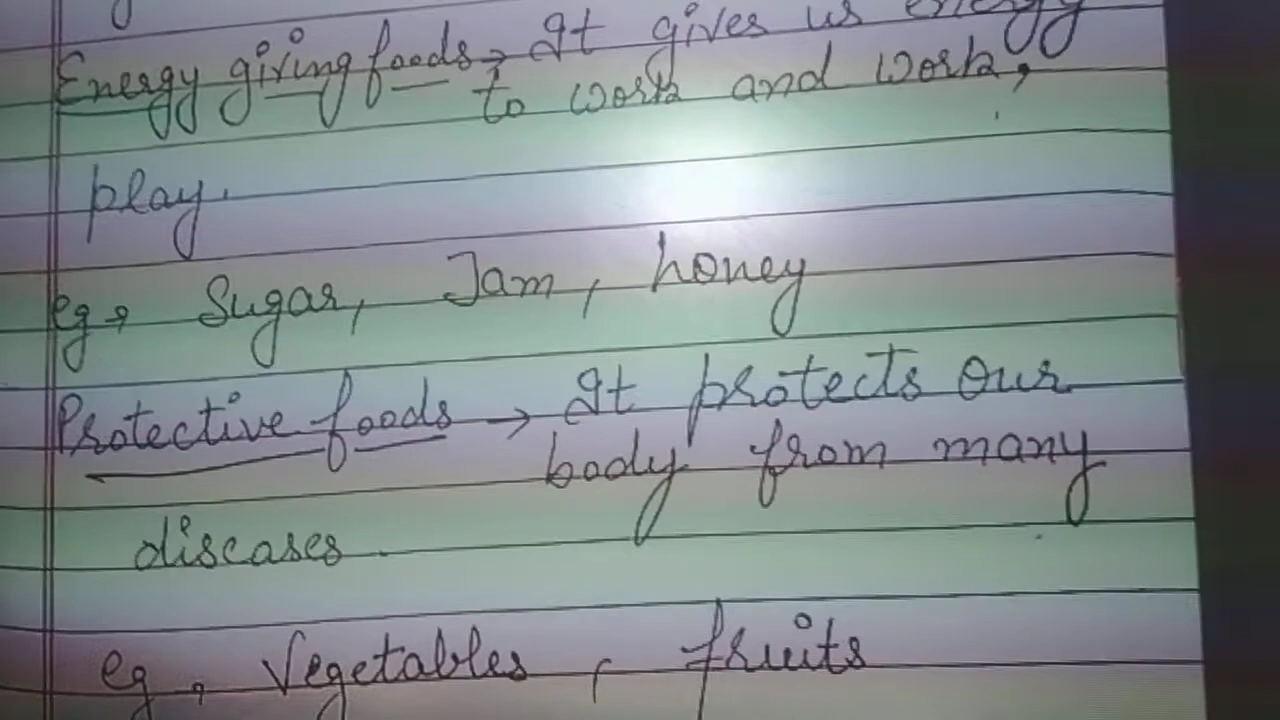 Energy giving foods → It gives us energy
to work and work,
play.
eg → Sugar, Jam, honey
Protective foods → It protects our
body from many
diseases.
eg → Vegetables, fruits